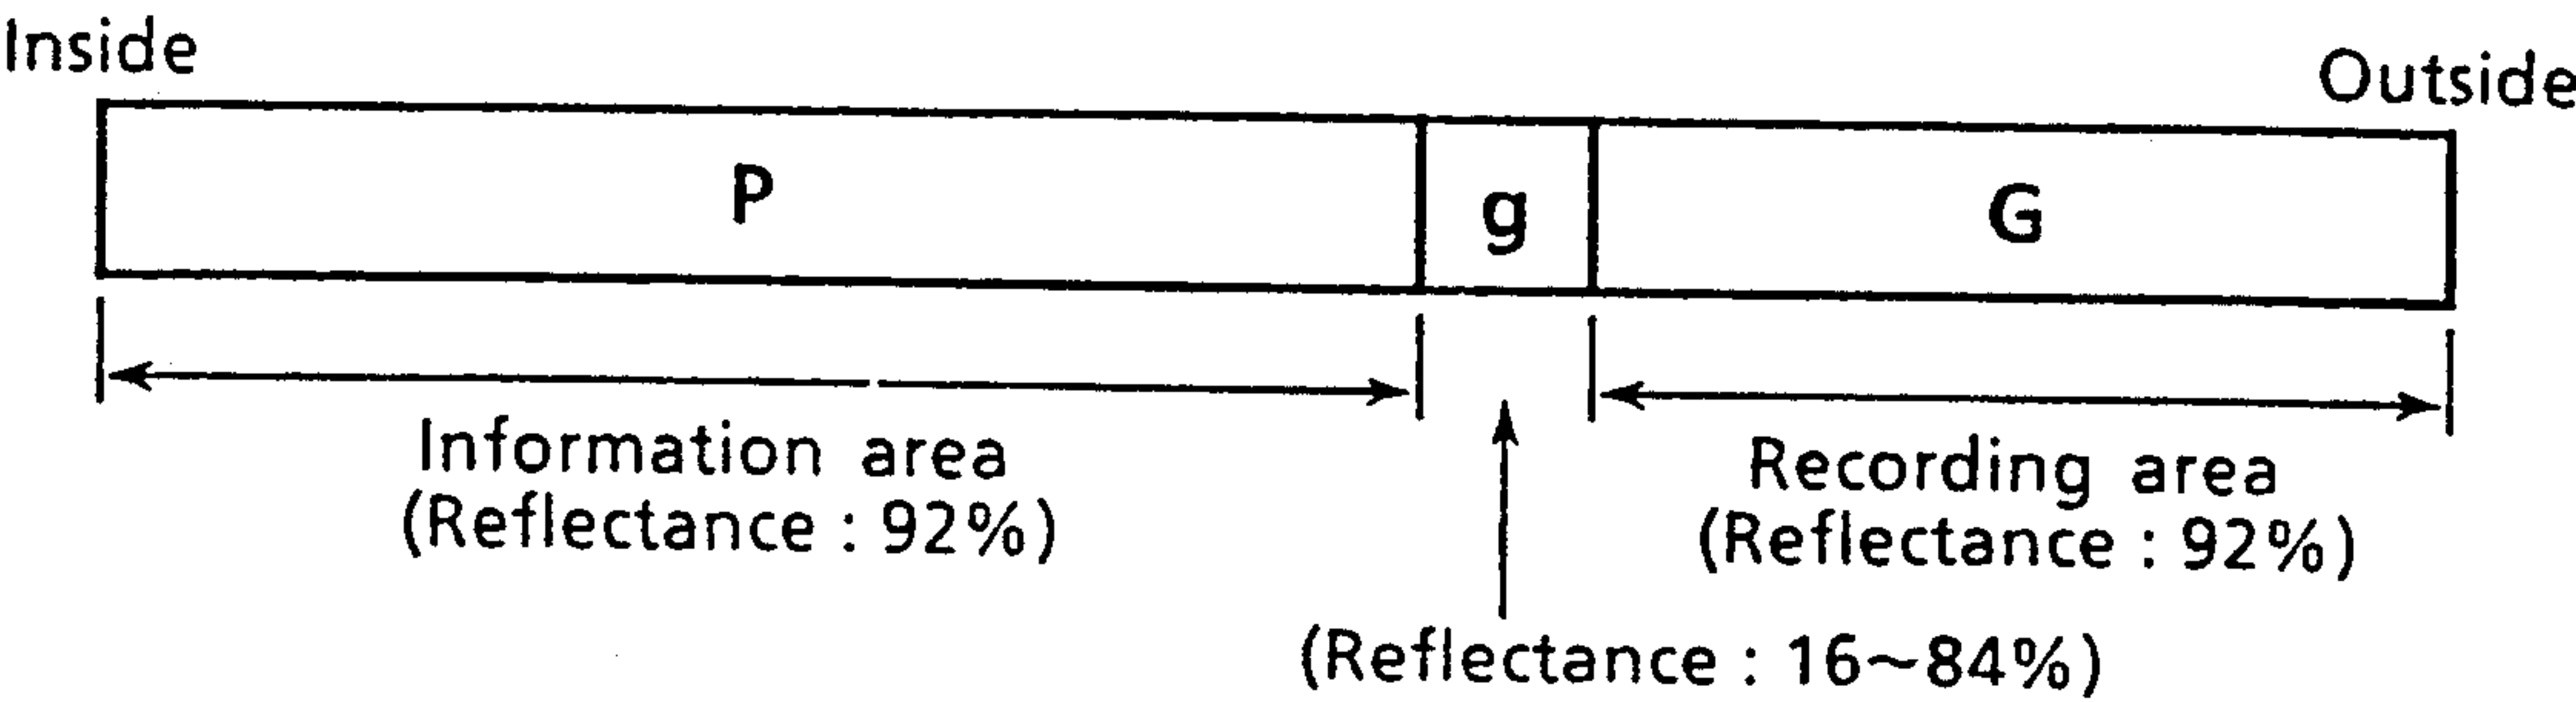 Inside
Outside
P
g
G
Information area
(Reflectance : 92%)
Recording area
(Reflectance : 92%)
(Reflectance : 16~84%)